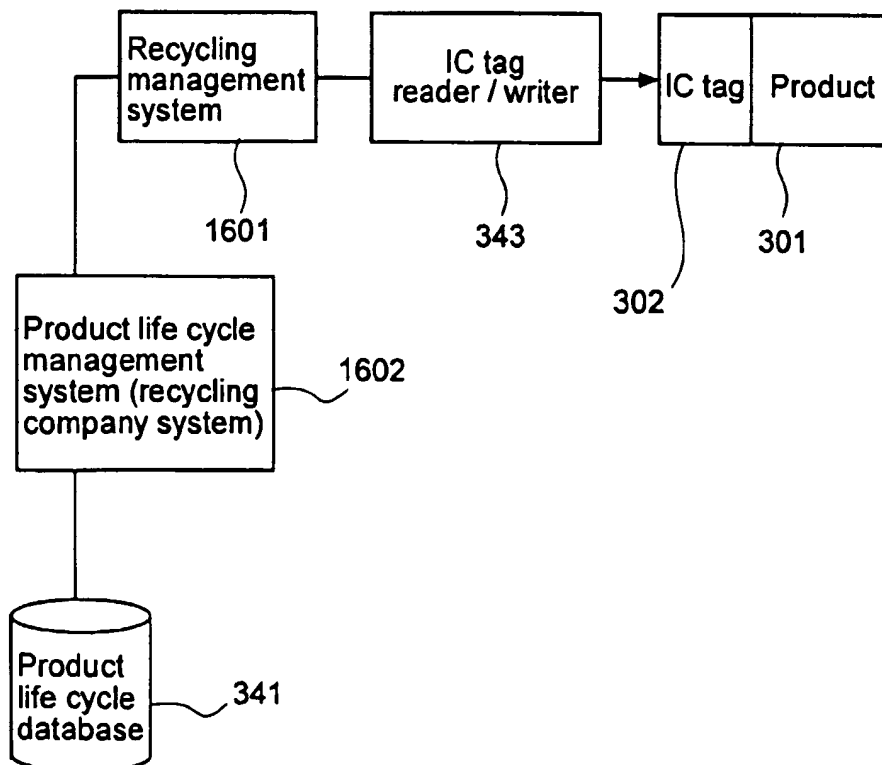 Recycling
management
system
IC tag
reader / writer
IC tag
Product
1601
343
302
301
Product life cycle
management
system (recycling
company system)
1602
Product
life cycle
database
341